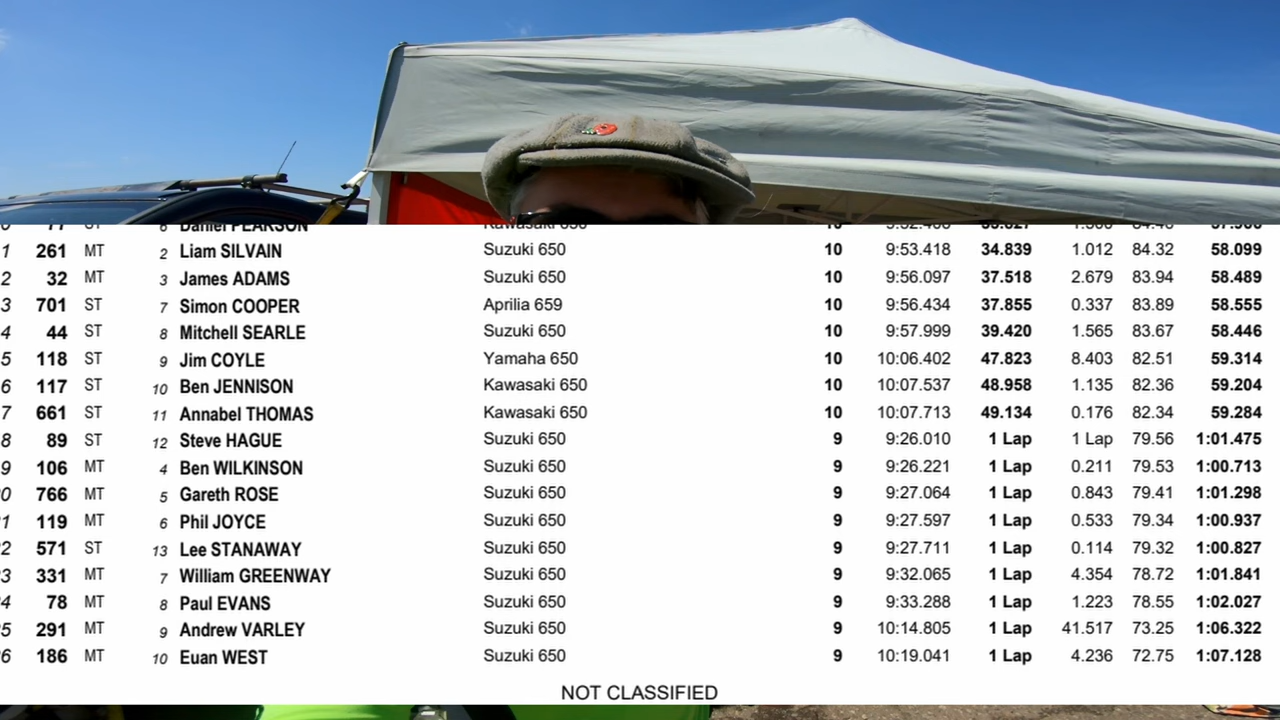 Daniel PEARSON Kawasaki 650 10
1 261 MT 2 Liam SILVAIN Suzuki 650 10 9:53.418 34.839 1.012 84.32 58.099
2 32 MT 3 James ADAMS Suzuki 650 10 9:56.097 37.518 2.679 83.94 58.489
3 701 ST 7 Simon COOPER Aprilia 659 10 9:56.434 37.855 0.337 83.89 58.555
4 44 ST 8 Mitchell SEARLE Suzuki 650 10 9:57.999 39.420 1.565 83.67 58.446
5 118 ST 9 Jim COYLE Yamaha 650 10 10:06.402 47.823 8.403 82.51 59.314
6 117 ST 10 Ben JENNISON Kawasaki 650 10 10:07.537 48.958 1.135 82.36 59.204
7 661 ST 11 Annabel THOMAS Kawasaki 650 10 10:07.713 49.134 0.176 82.34 59.284
8 89 ST 12 Steve HAGUE Suzuki 650 9 9:26.010 1 Lap 1 Lap 79.56 1:01.475
9 106 MT 4 Ben WILKINSON Suzuki 650 9 9:26.221 1 Lap 0.211 79.53 1:00.713
0 766 MT 5 Gareth ROSE Suzuki 650 9 9:27.064 1 Lap 0.843 79.41 1:01.298
1 119 MT 6 Phil JOYCE Suzuki 650 9 9:27.597 1 Lap 0.533 79.34 1:00.937
2 571 ST 13 Lee STANAWAY Suzuki 650 9 9:27.711 1 Lap 0.114 79.32 1:00.827
3 331 MT 7 William GREENWAY Suzuki 650 9 9:32.065 1 Lap 4.354 78.72 1:01.841
4 78 MT 8 Paul EVANS Suzuki 650 9 9:33.288 1 Lap 1.223 78.55 1:02.027
5 291 MT 9 Andrew VARLEY Suzuki 650 9 10:14.805 1 Lap 41.517 73.25 1:06.322
6 186 MT 10 Euan WEST Suzuki 650 9 10:19.041 1 Lap 4.236 72.75 1:07.128
NOT CLASSIFIED